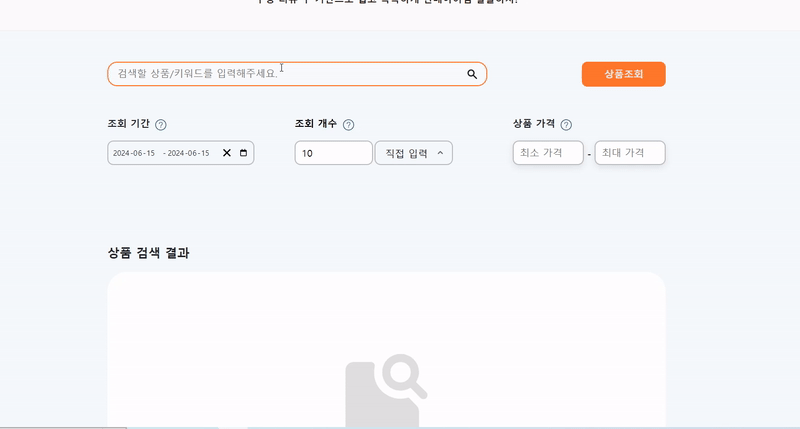 검색할 상품/키워드를 입력해주세요.
상품조회
조회 기간 ?
조회 개수 ?
상품 가격 ?
2024-06-15 - 2024-06-15
10
직접 입력
최소 가격 - 최대 가격
상품 검색 결과